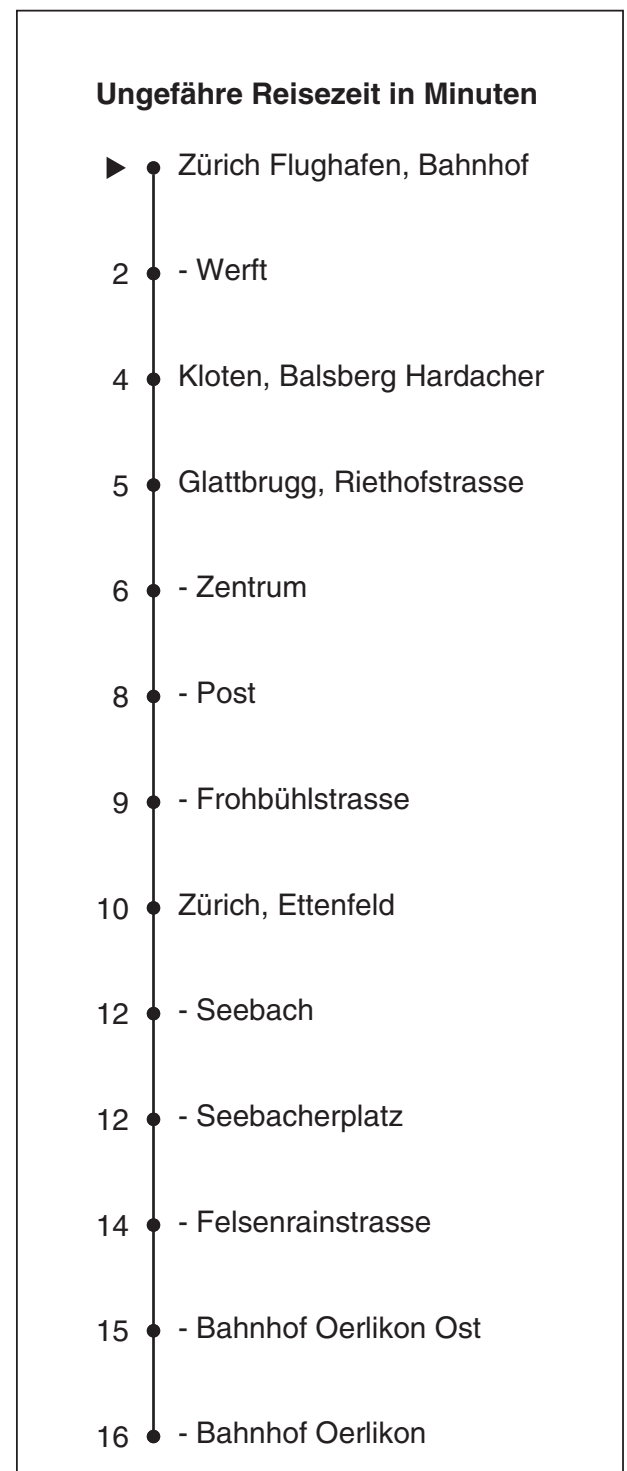 Ungefähre Reisezeit in Minuten
Zürich Flughafen, Bahnhof
2 - Werft
4 Kloten, Balsberg Hardacher
5 Glattbrugg, Riethofstrasse
6 - Zentrum
8 - Post
9 - Frohbühlstrasse
10 Zürich, Ettenfeld
12 - Seebach
12 - Seebacherplatz
14 - Felsenrainstrasse
15 - Bahnhof Oerlikon Ost
16 - Bahnhof Oerlikon